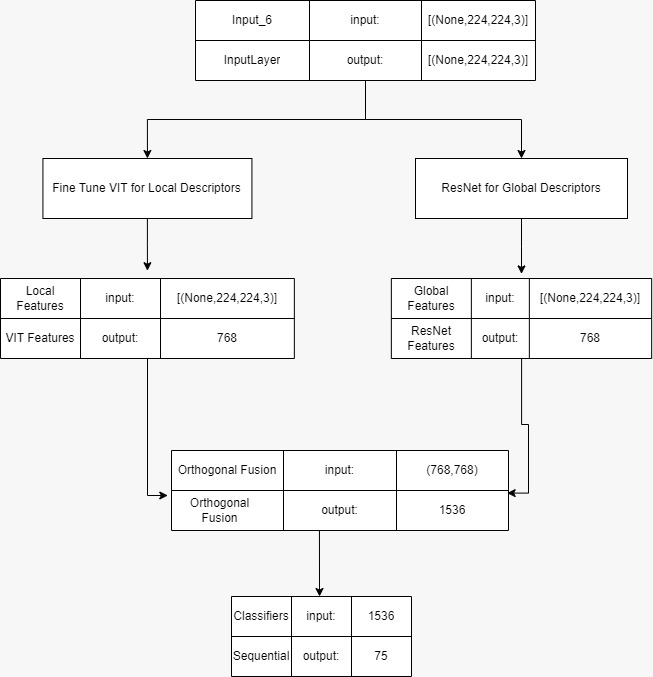 Input_6 input: [(None,224,224,3)]
InputLayer output: [(None,224,224,3)]
Fine Tune VIT for Local Descriptors
ResNet for Global Descriptors
Local
Features
input: [(None,224,224,3)]
VIT Features output: 768
Global
Features
input: [(None,224,224,3)]
ResNet
Features
output: 768
Orthogonal Fusion input: (768,768)
Orthogonal
Fusion
output: 1536
Classifiers input: 1536
Sequential output: 75